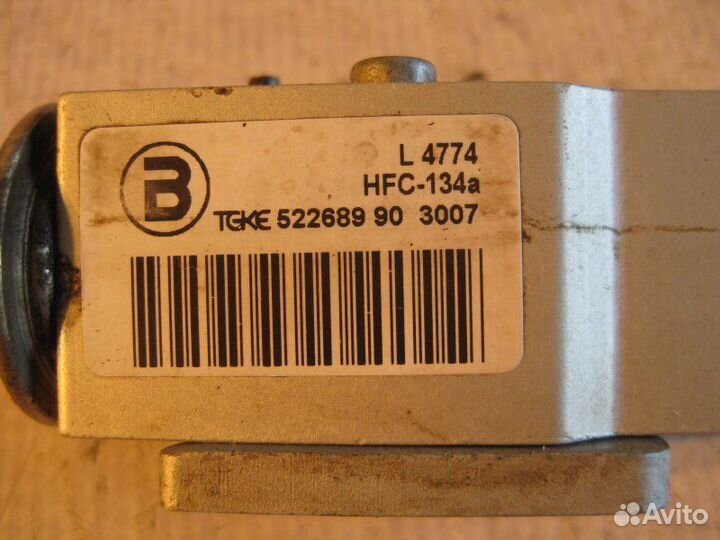 B
L 4774
HFC-134a
TGKE 522689 90 3007
Avito